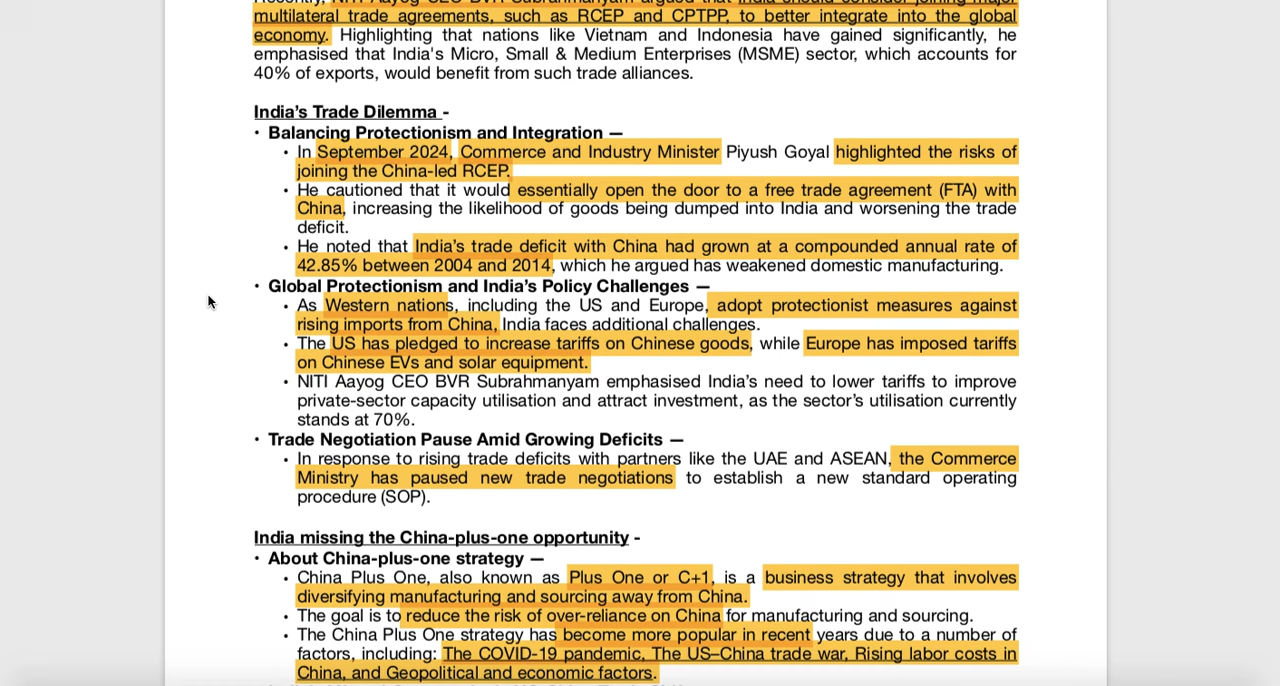 Recently, NITI Aayog CEO BVR Subrahmanyam argued that India should consider joining major
multilateral trade agreements, such as RCEP and CPTPP, to better integrate into the global
economy. Highlighting that nations like Vietnam and Indonesia have gained significantly, he
emphasised that India's Micro, Small & Medium Enterprises (MSME) sector, which accounts for
40% of exports, would benefit from such trade alliances.
India’s Trade Dilemma -
• Balancing Protectionism and Integration —
• In September 2024, Commerce and Industry Minister Piyush Goyal highlighted the risks of
joining the China-led RCEP.
• He cautioned that it would essentially open the door to a free trade agreement (FTA) with
China, increasing the likelihood of goods being dumped into India and worsening the trade
deficit.
• He noted that India’s trade deficit with China had grown at a compounded annual rate of
42.85% between 2004 and 2014, which he argued has weakened domestic manufacturing.
• Global Protectionism and India’s Policy Challenges —
• As Western nations, including the US and Europe, adopt protectionist measures against
rising imports from China, India faces additional challenges.
• The US has pledged to increase tariffs on Chinese goods, while Europe has imposed tariffs
on Chinese EVs and solar equipment.
• NITI Aayog CEO BVR Subrahmanyam emphasised India’s need to lower tariffs to improve
private-sector capacity utilisation and attract investment, as the sector’s utilisation currently
stands at 70%.
• Trade Negotiation Pause Amid Growing Deficits —
• In response to rising trade deficits with partners like the UAE and ASEAN, the Commerce
Ministry has paused new trade negotiations to establish a new standard operating
procedure (SOP).
India missing the China-plus-one opportunity -
• About China-plus-one strategy —
• China Plus One, also known as Plus One or C+1, is a business strategy that involves
diversifying manufacturing and sourcing away from China.
• The goal is to reduce the risk of over-reliance on China for manufacturing and sourcing.
• The China Plus One strategy has become more popular in recent years due to a number of
factors, including: The COVID-19 pandemic, The US–China trade war, Rising labor costs in
China, and Geopolitical and economic factors.